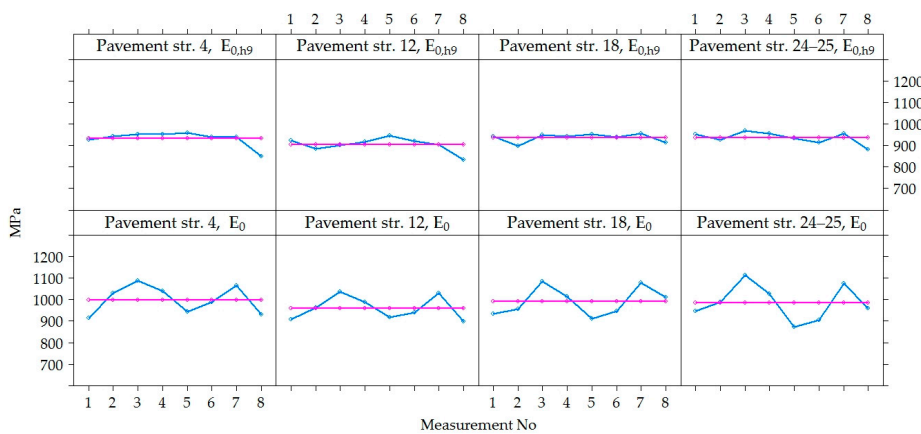 1 2 3 4 5 6 7 8 1 2 3 4 5 6 7 8
Pavement str. 4, E0,h9 Pavement str. 12, E0,h9 Pavement str. 18, E0,h9 Pavement str. 24–25, E0,h9
1200
1100
1000
900
800
700
MPa
Pavement str. 4, E0 Pavement str. 12, E0 Pavement str. 18, E0 Pavement str. 24–25, E0
1200
1100
1000
900
800
700
1 2 3 4 5 6 7 8 1 2 3 4 5 6 7 8
Measurement No